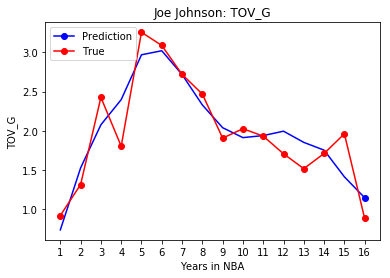 Joe Johnson: TOV_G
Prediction
True
TOV_G
3.0
2.5
2.0
1.5
1.0
1 2 3 4 5 6 7 8 9 10 11 12 13 14 15 16
Years in NBA